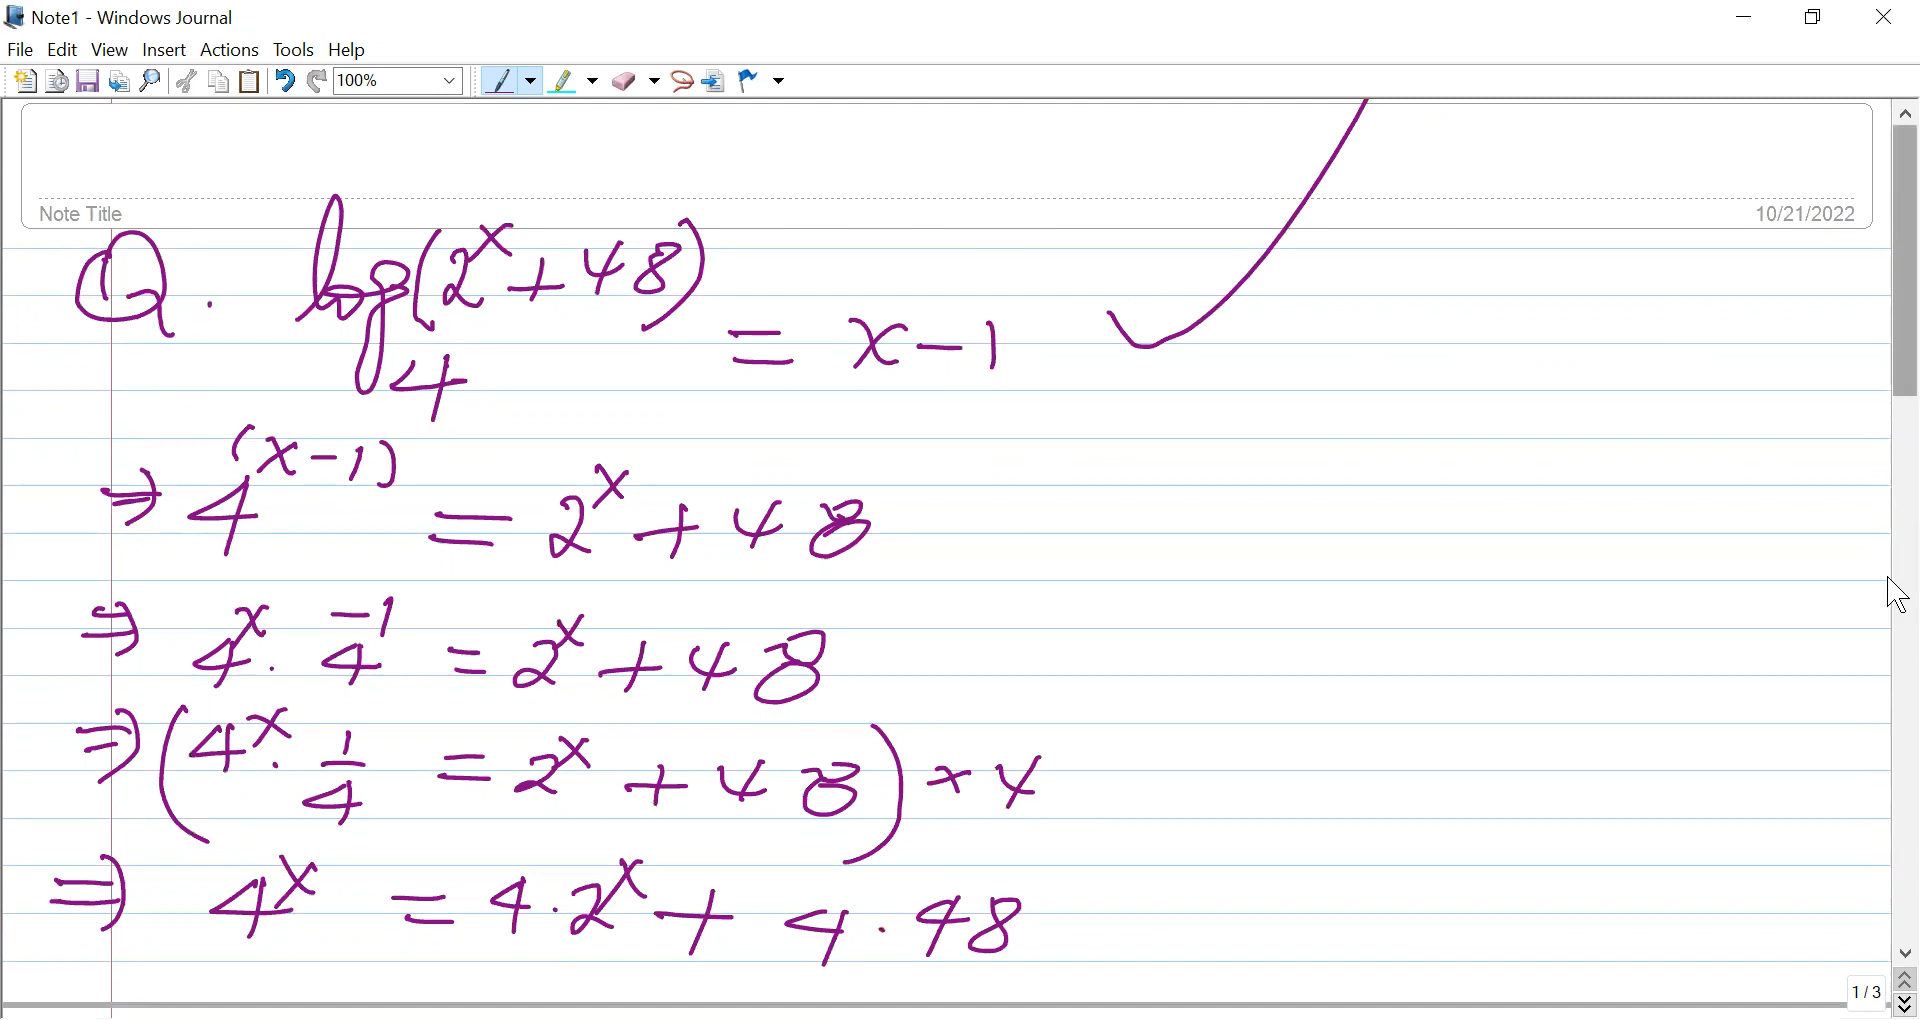 Note1 - Windows Journal
File Edit View Insert Actions Tools Help
100%
Note Title
10/21/2022
Q. log₄(2ˣ+48) = x-1
⇒ 4⁽ˣ⁻¹⁾ = 2ˣ+48
⇒ 4ˣ·4⁻¹ = 2ˣ+48
⇒ (4ˣ·1/4 = 2ˣ+48)×4
⇒ 4ˣ = 4·2ˣ+4·48
1/3